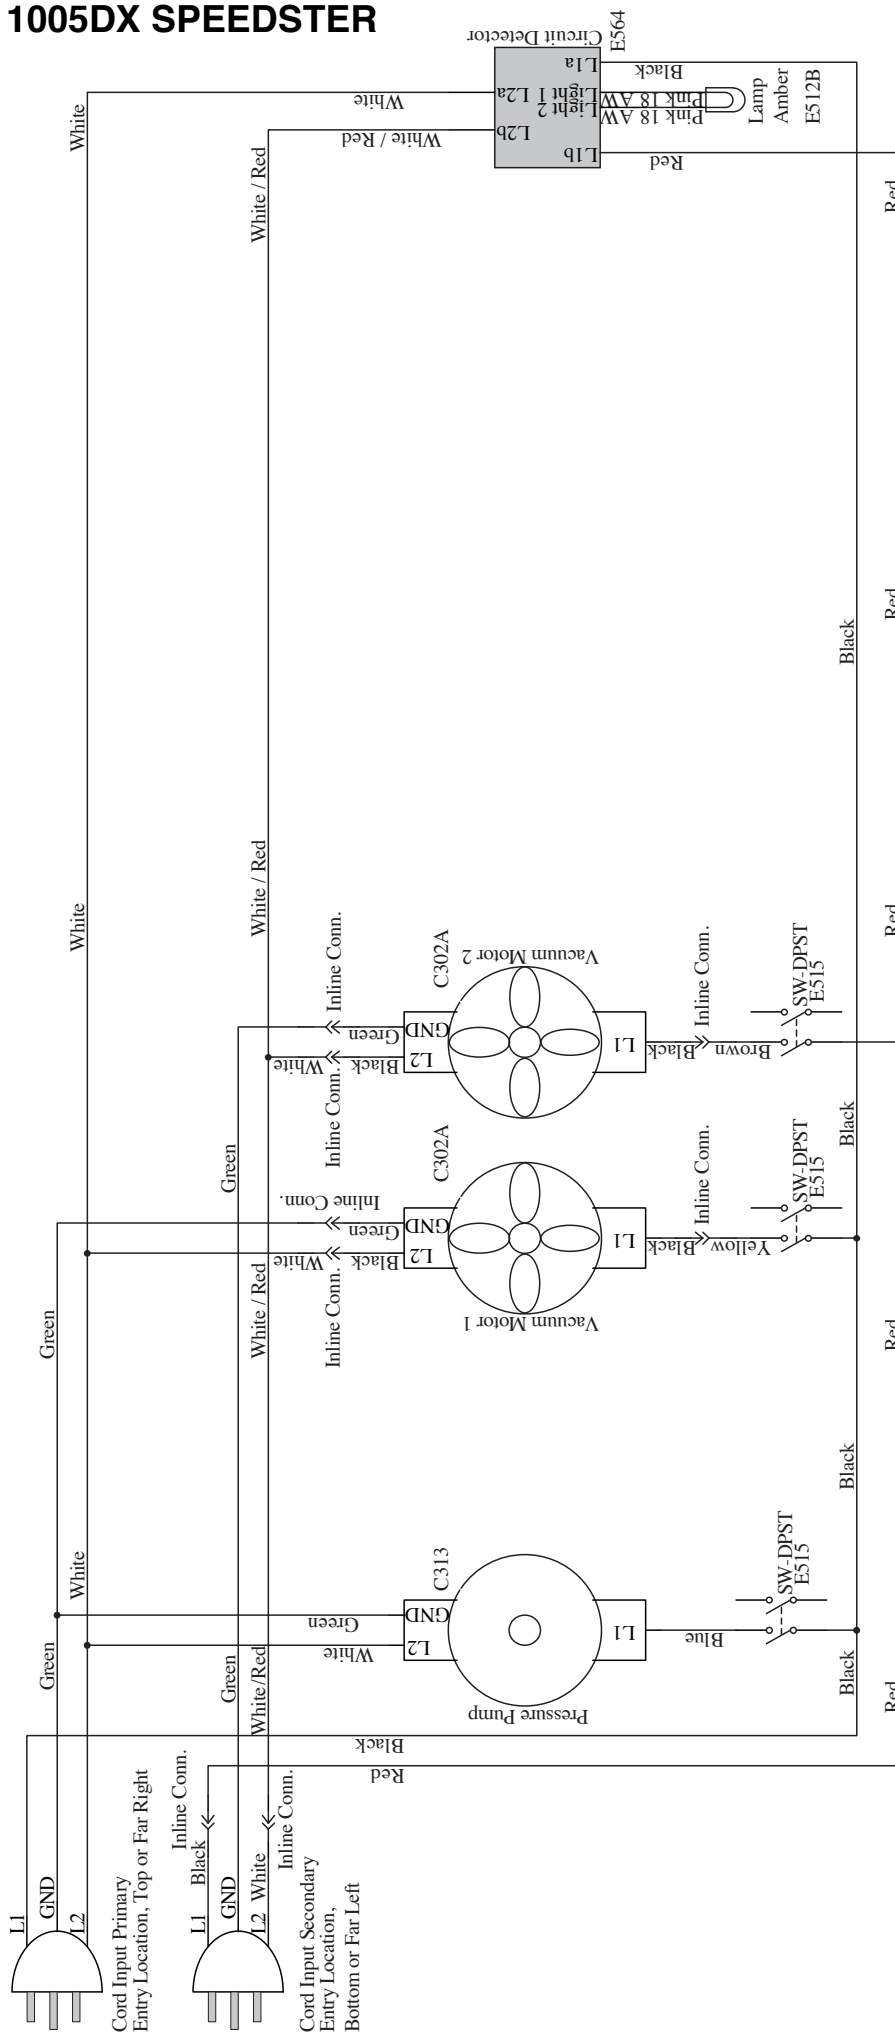 1005DX SPEEDSTER
Circuit Detector
E564
L1a
Black
L2a
Light 1
Pink 18 AW
Light 2
Pink 18 AW
L2b
L1b
Red
Lamp
Amber
E512B
White
White
White / Red
White / Red
Red
Red
Black
White
White / Red
Red
Inline Conn.
C302A
Vacuum Motor 2
Inline Conn.
SW-DPST
E515
Green
GND
White
Black
L2
L1
Black
Brown
Inline Conn.
Green
C302A
Black
Inline Conn.
Inline Conn.
SW-DPST
E515
Green
GND
White
Black
L2
L1
Black
Yellow
White / Red
Inline Conn.
Vacuum Motor 1
Green
Red
Black
White
C313
SW-DPST
E515
Green
GND
White
L2
L1
Blue
Green
Green
White/Red
Black
Red
Pressure Pump
Black
Red
Inline Conn.
Inline Conn.
Black
White
L1
GND
L2
Cord Input Primary
Entry Location, Top or Far Right
L1
GND
L2
Cord Input Secondary
Entry Location,
Bottom or Far Left